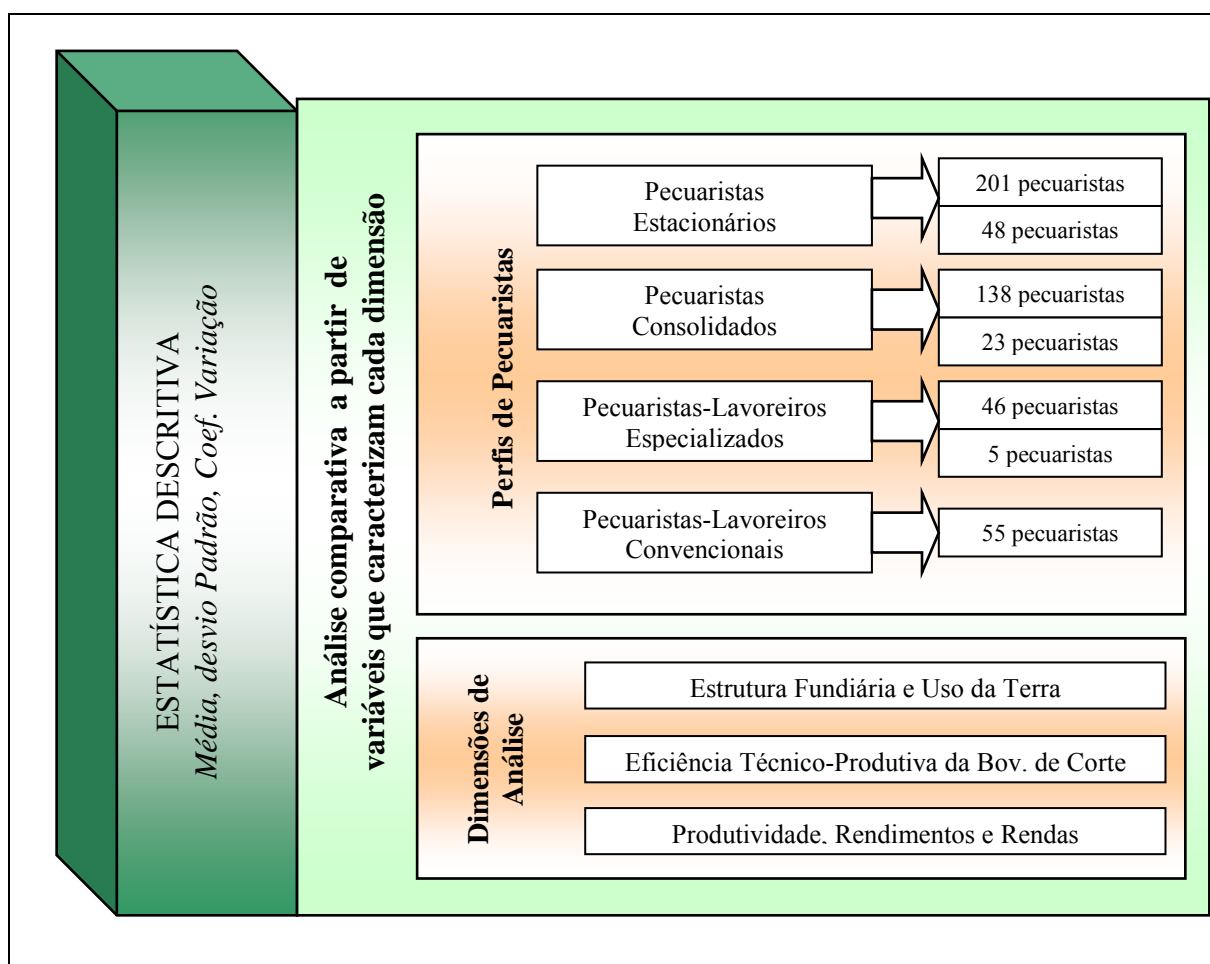 ESTATÍSTICA DESCRITIVA
Média, desvio Padrão, Coef. Variação
Análise comparativa a partir de
variáveis que caracterizam cada dimensão
Perfis de Pecuaristas
Pecuaristas
Estacionários
201 pecuaristas
48 pecuaristas
Pecuaristas
Consolidados
138 pecuaristas
23 pecuaristas
Pecuaristas-Lavoreiros
Especializados
46 pecuaristas
5 pecuaristas
Pecuaristas-Lavoreiros
Convencionais
55 pecuaristas
Dimensões de
Análise
Estrutura Fundiária e Uso da Terra
Eficiência Técnico-Produtiva da Bov. de Corte
Produtividade, Rendimentos e Rendas